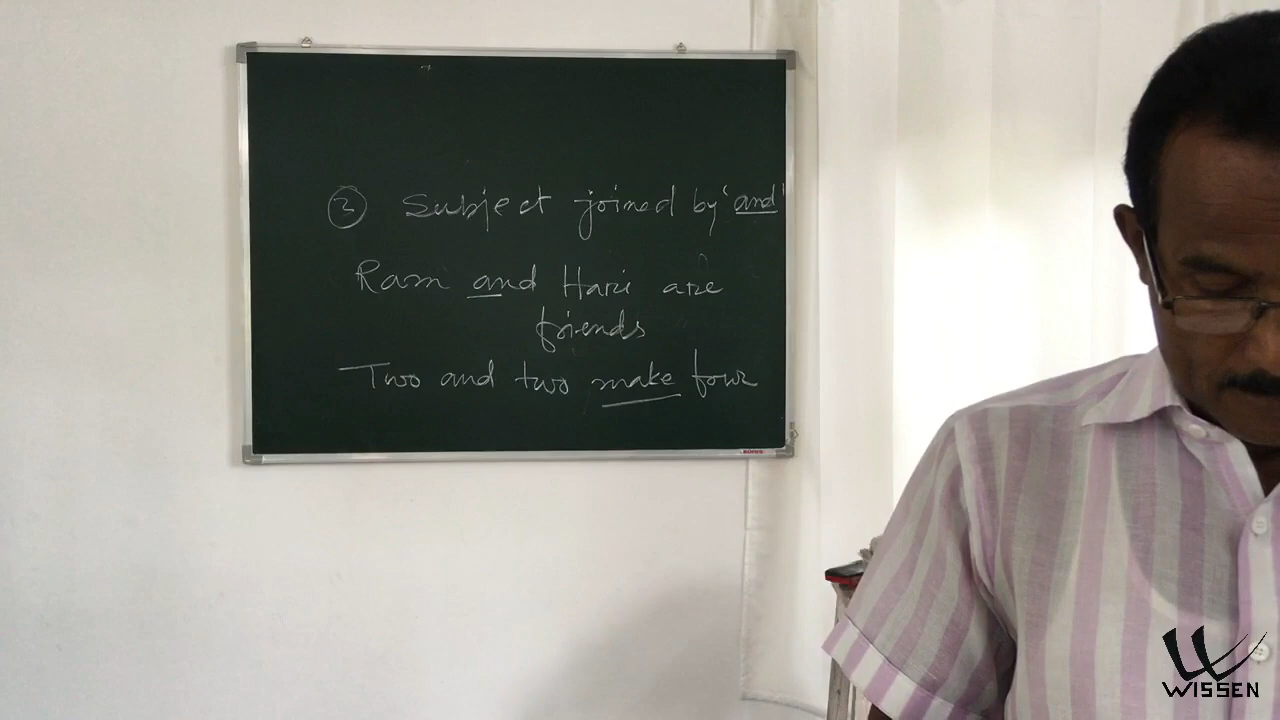 ③ Subject joined by 'and'
Ram and Hari are
friends
Two and two make four
WISSEN